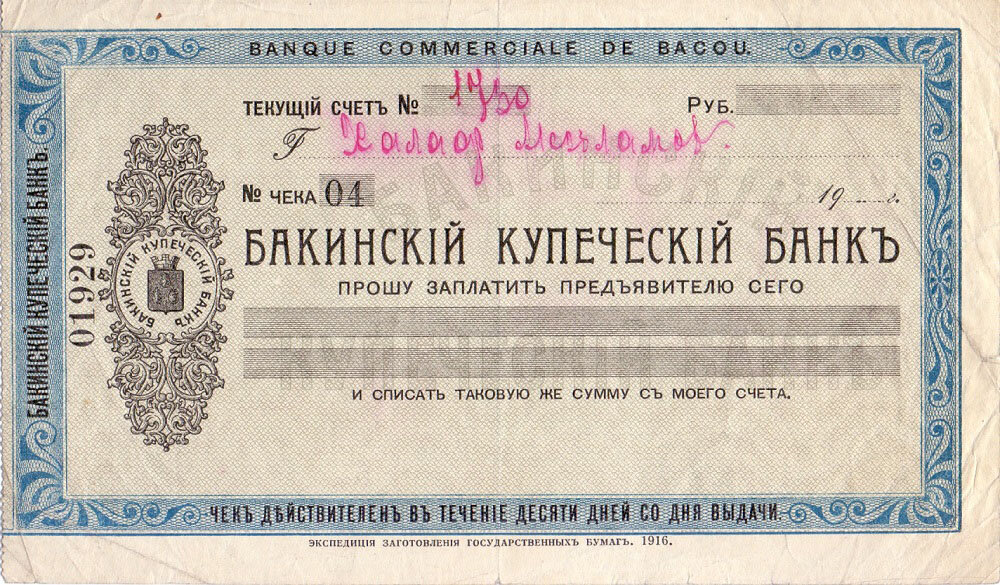 BANQUE COMMERCIALE DE BACOU.
ТЕКУЩІЙ СЧЕТЪ № 1730 РУБ.
Г
№ ЧЕКА 04 19 г.
БАКИНСКІЙ КУПЕЧЕСКІЙ БАНКЪ
ПРОШУ ЗАПЛАТИТЬ ПРЕДЪЯВИТЕЛЮ СЕГО
И СПИСАТЬ ТАКОВУЮ ЖЕ СУММУ СЪ МОЕГО СЧЕТА.
ЧЕКЪ ДѢЙСТВИТЕЛЕНЪ ВЪ ТЕЧЕНІЕ ДЕСЯТИ ДНЕЙ СО ДНЯ ВЫДАЧИ.
ЭКСПЕДИЦІЯ ЗАГОТОВЛЕНІЯ ГОСУДАРСТВЕННЫХЪ БУМАГЪ. 1916.
БАКИНСКІЙ КУПЕЧЕСКІЙ БАНКЪ
01929
БАКИНСКІЙ КУПЕЧЕСКІЙ БАНКЪ